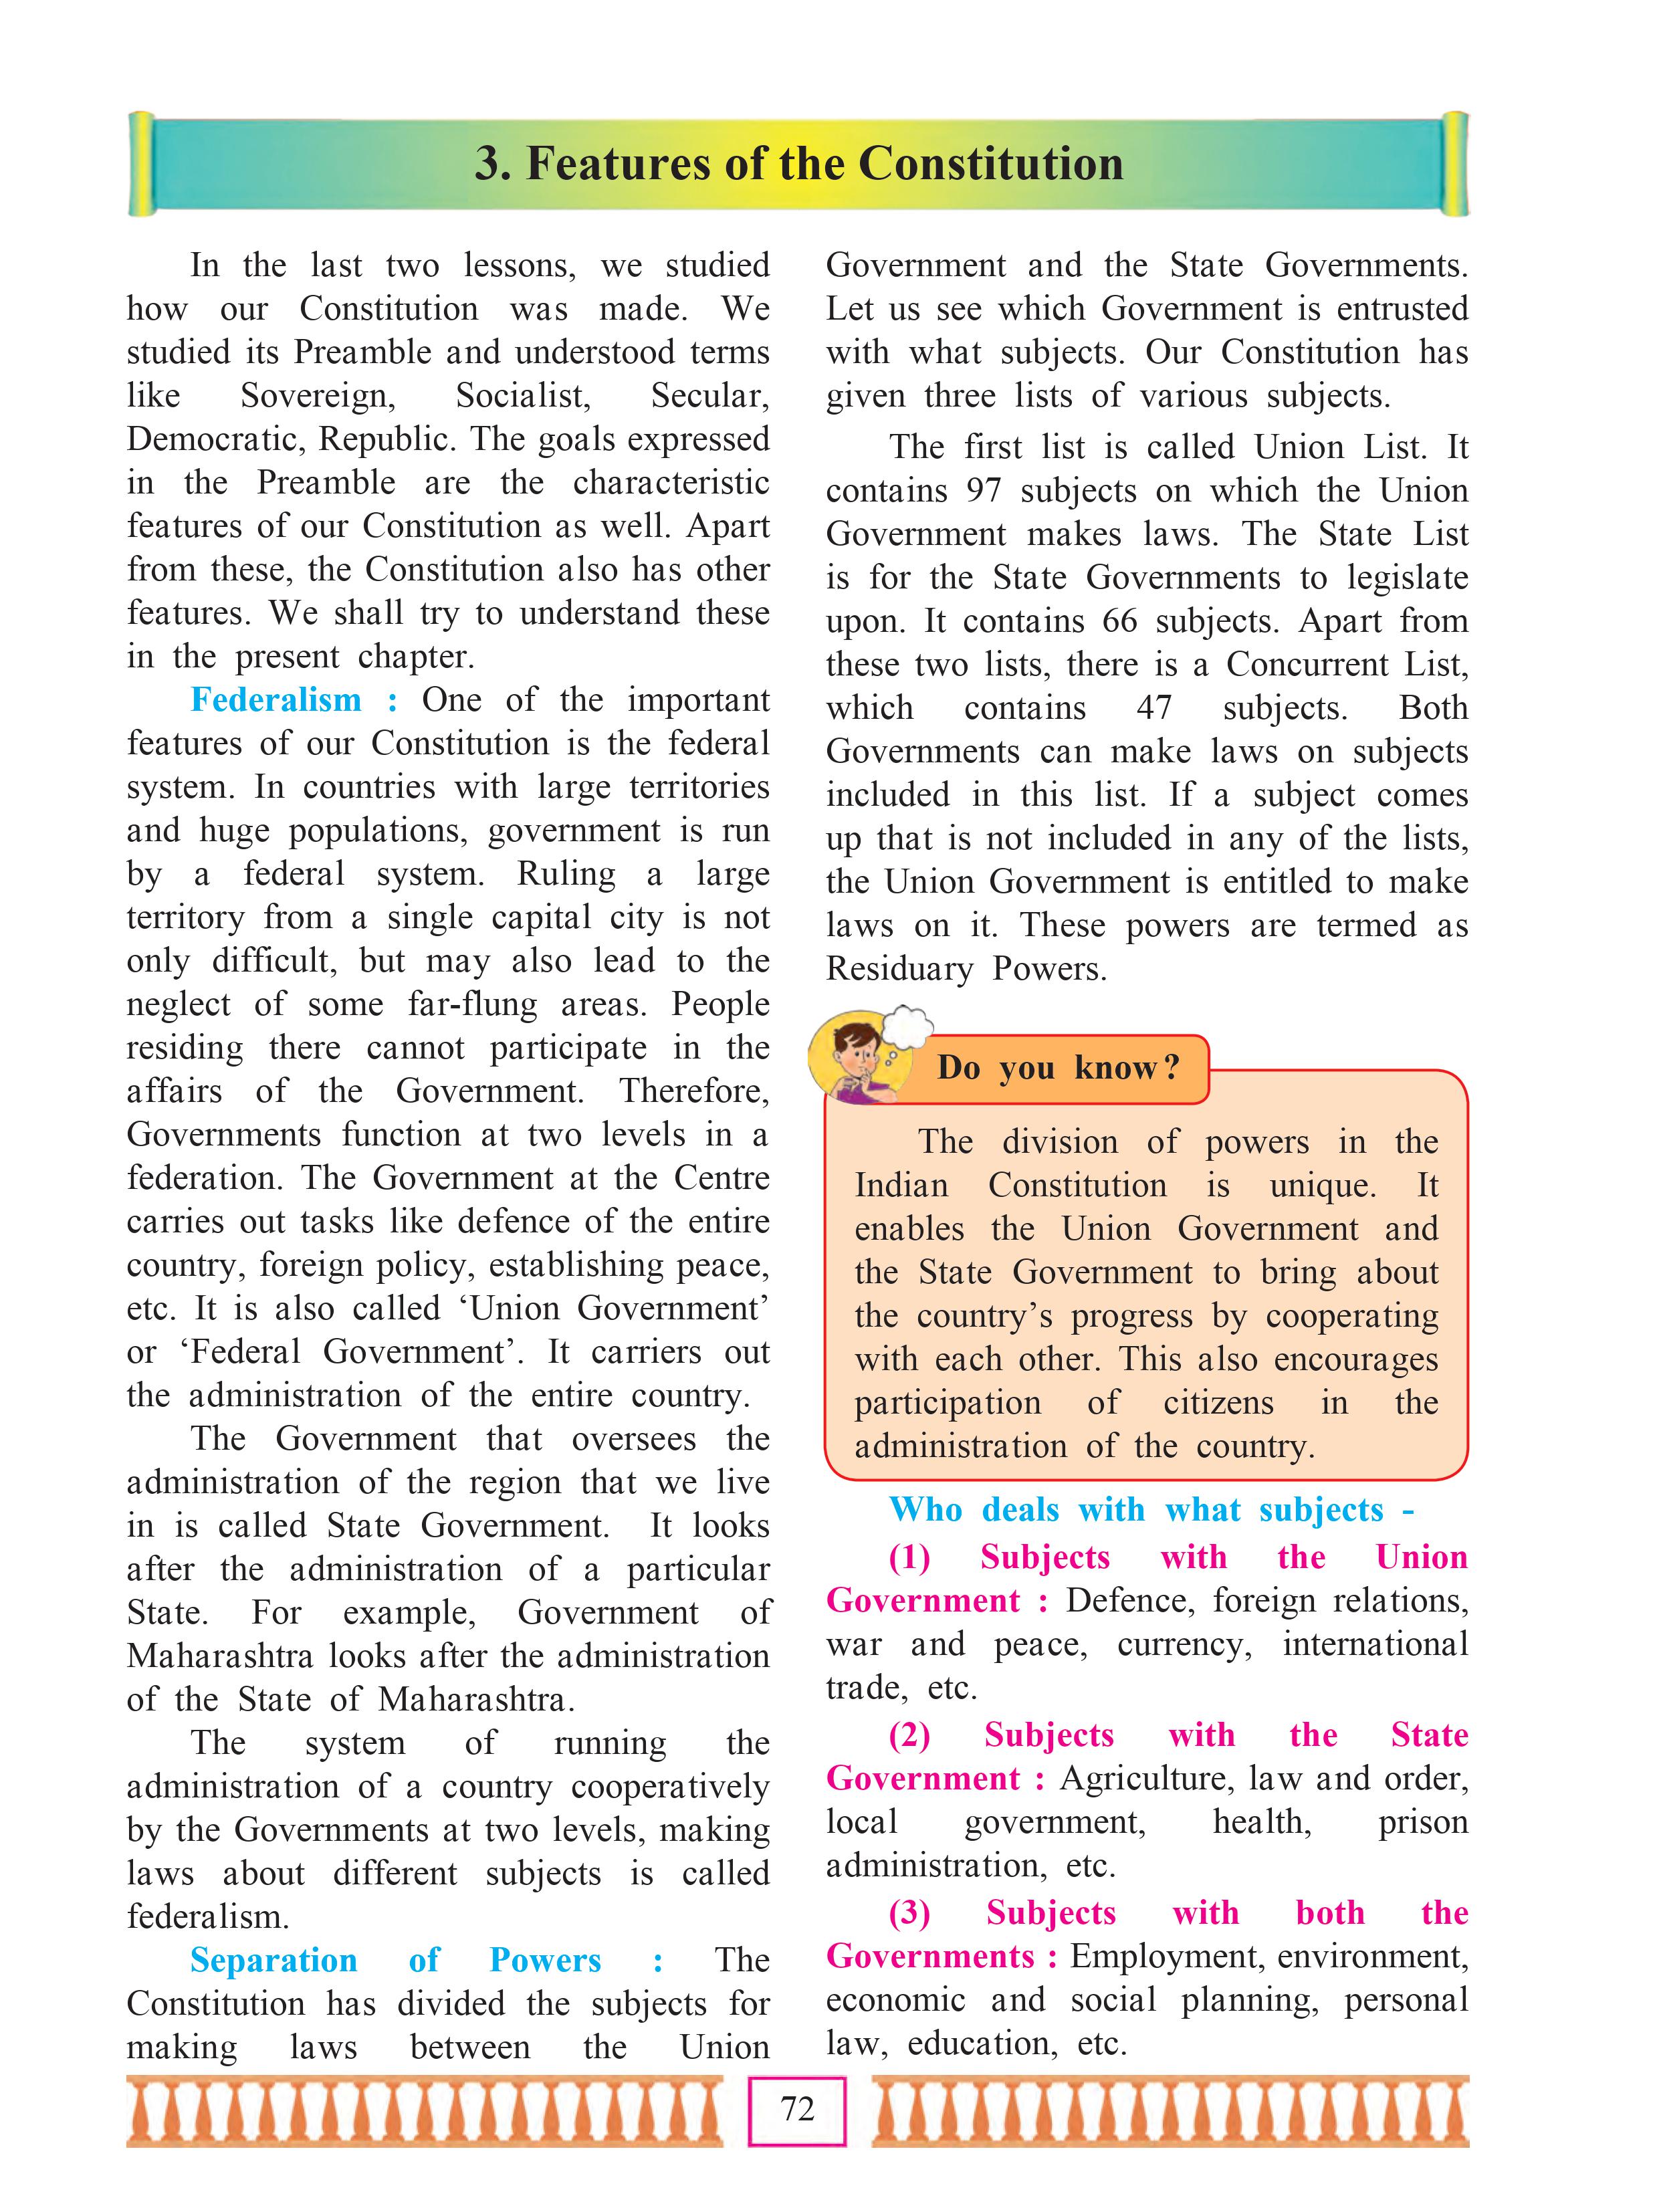 3. Features of the Constitution
In the last two lessons, we studied
how our Constitution was made. We
studied its Preamble and understood terms
like Sovereign, Socialist, Secular,
Democratic, Republic. The goals expressed
in the Preamble are the characteristic
features of our Constitution as well. Apart
from these, the Constitution also has other
features. We shall try to understand these
in the present chapter.
Federalism : One of the important
features of our Constitution is the federal
system. In countries with large territories
and huge populations, government is run
by a federal system. Ruling a large
territory from a single capital city is not
only difficult, but may also lead to the
neglect of some far-flung areas. People
residing there cannot participate in the
affairs of the Government. Therefore,
Governments function at two levels in a
federation. The Government at the Centre
carries out tasks like defence of the entire
country, foreign policy, establishing peace,
etc. It is also called ‘Union Government’
or ‘Federal Government’. It carriers out
the administration of the entire country.
The Government that oversees the
administration of the region that we live
in is called State Government. It looks
after the administration of a particular
State. For example, Government of
Maharashtra looks after the administration
of the State of Maharashtra.
The system of running the
administration of a country cooperatively
by the Governments at two levels, making
laws about different subjects is called
federalism.
Separation of Powers : The
Constitution has divided the subjects for
making laws between the Union
Government and the State Governments.
Let us see which Government is entrusted
with what subjects. Our Constitution has
given three lists of various subjects.
The first list is called Union List. It
contains 97 subjects on which the Union
Government makes laws. The State List
is for the State Governments to legislate
upon. It contains 66 subjects. Apart from
these two lists, there is a Concurrent List,
which contains 47 subjects. Both
Governments can make laws on subjects
included in this list. If a subject comes
up that is not included in any of the lists,
the Union Government is entitled to make
laws on it. These powers are termed as
Residuary Powers.
Do you know?
The division of powers in the
Indian Constitution is unique. It
enables the Union Government and
the State Government to bring about
the country’s progress by cooperating
with each other. This also encourages
participation of citizens in the
administration of the country.
Who deals with what subjects -
(1) Subjects with the Union
Government : Defence, foreign relations,
war and peace, currency, international
trade, etc.
(2) Subjects with the State
Government : Agriculture, law and order,
local government, health, prison
administration, etc.
(3) Subjects with both the
Governments : Employment, environment,
economic and social planning, personal
law, education, etc.
72